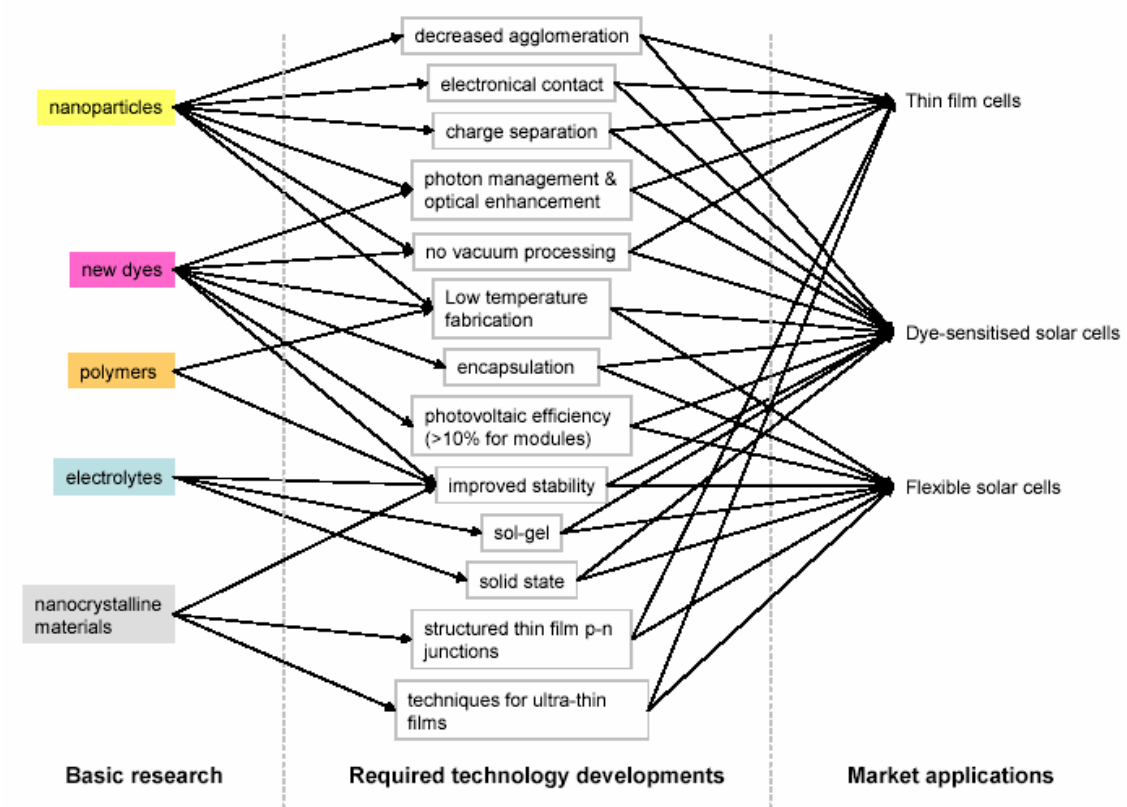 nanoparticles
new dyes
polymers
electrolytes
nanocrystalline
materials
decreased agglomeration
electronical contact
charge separation
photon management &
optical enhancement
no vacuum processing
Low temperature
fabrication
encapsulation
photovoltaic efficiency
(>10% for modules)
improved stability
sol-gel
solid state
structured thin film p-n
junctions
techniques for ultra-thin
films
Thin film cells
Dye-sensitised solar cells
Flexible solar cells
Basic research
Required technology developments
Market applications